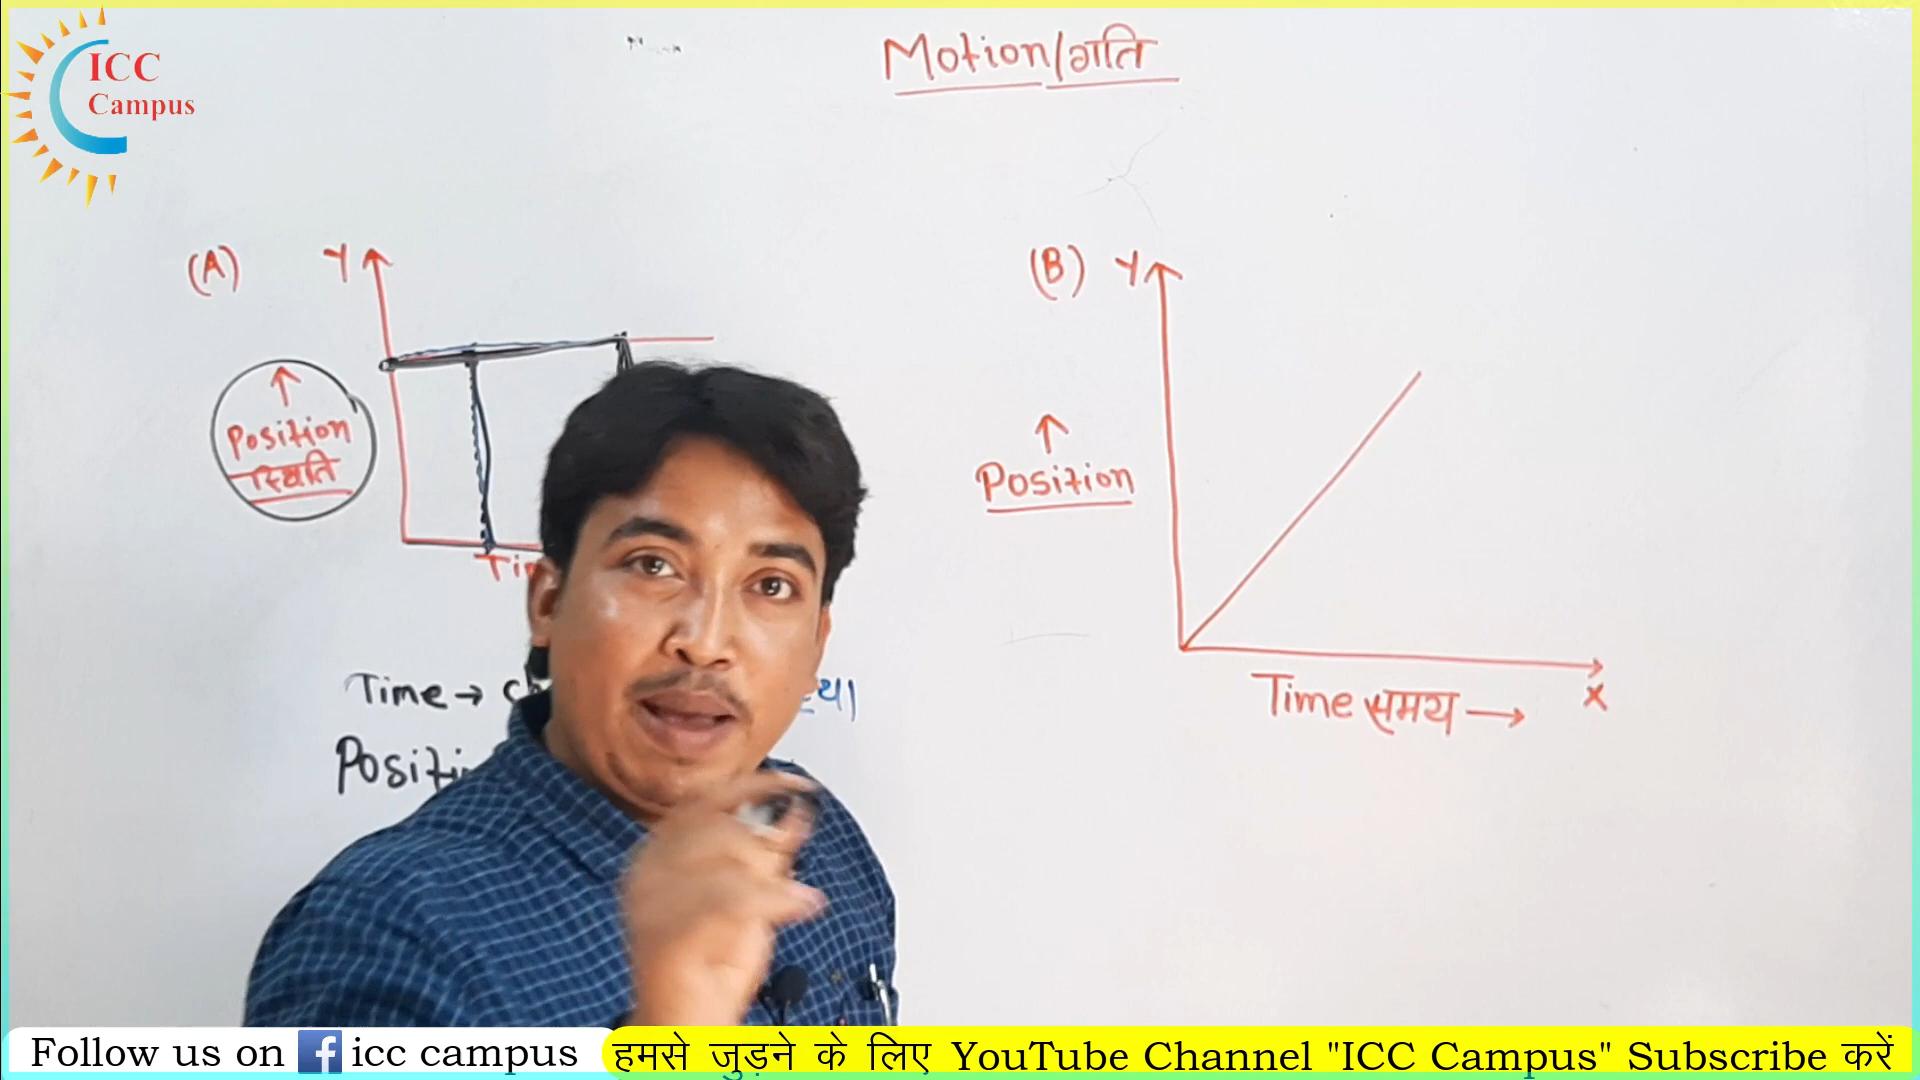 ICC
Campus
Motion/गति
(A) Y
Position
स्थिति
Time →
Positi
(B) Y
Position
Time समय → X
Follow us on f icc campus
हमसे जुड़ने के लिए YouTube Channel "ICC Campus" Subscribe करें